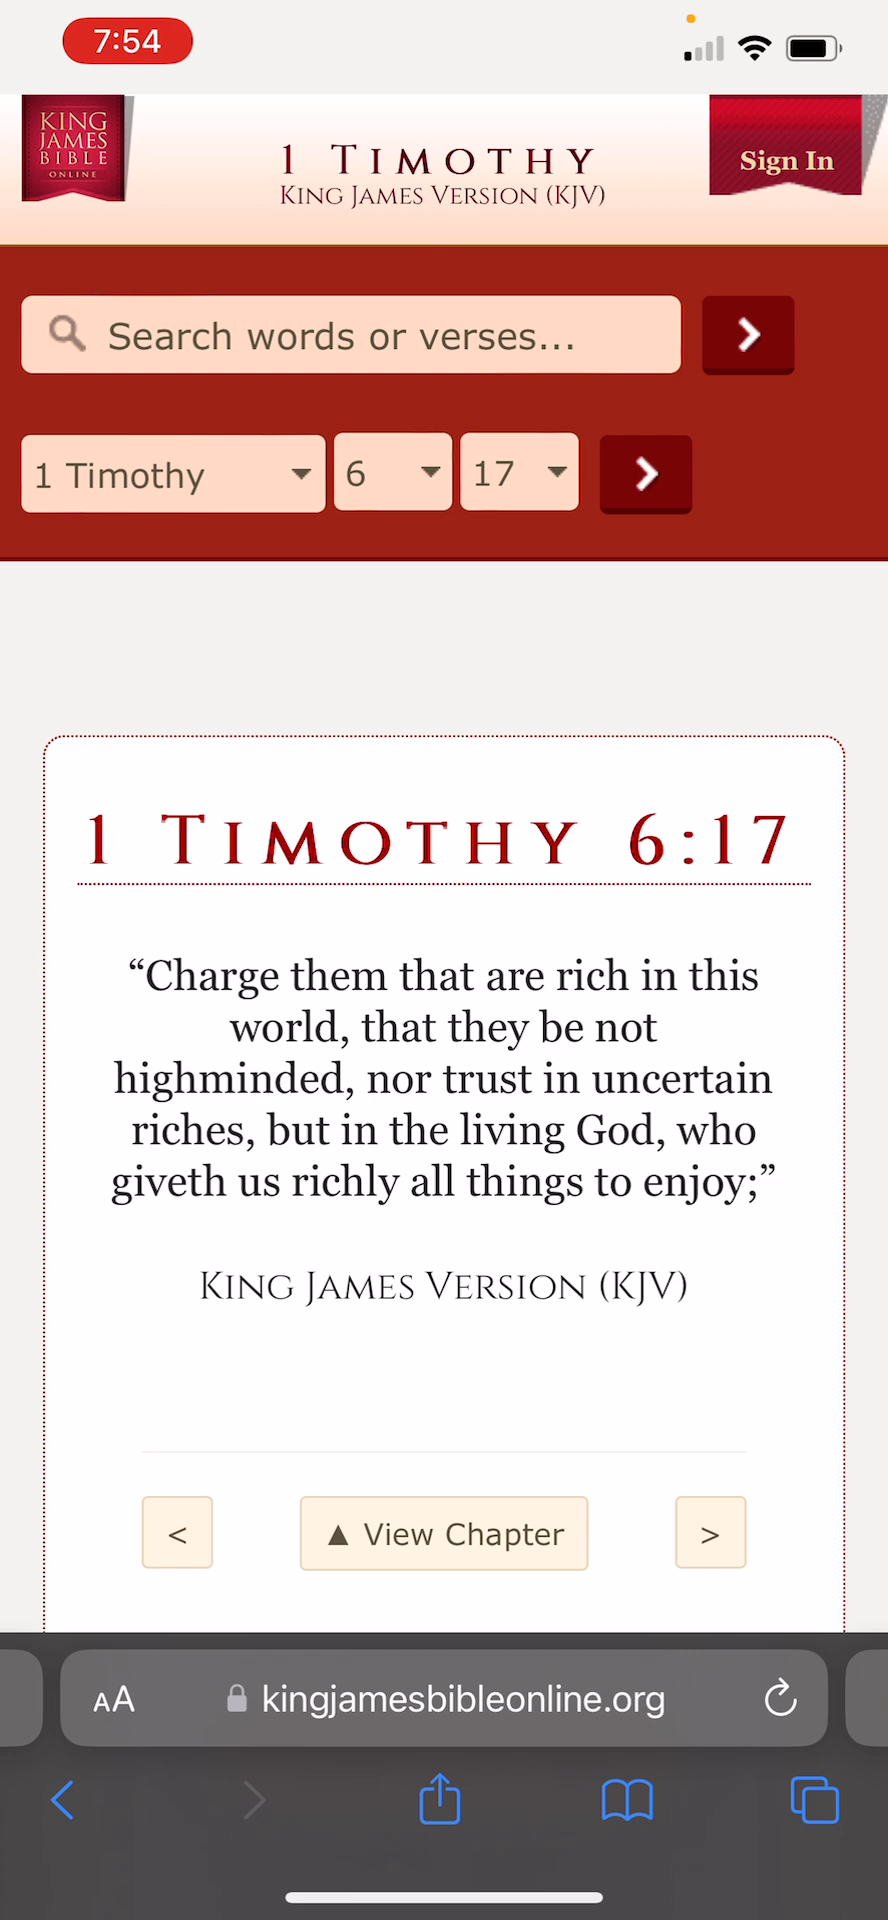 7:54
KING
JAMES
BIBLE
ONLINE
1 TIMOTHY
KING JAMES VERSION (KJV)
Sign In
Search words or verses...
1 Timothy 6 17
1 TIMOTHY 6:17
“Charge them that are rich in this
world, that they be not
highminded, nor trust in uncertain
riches, but in the living God, who
giveth us richly all things to enjoy;”
KING JAMES VERSION (KJV)
< ▲ View Chapter >
AA kingjamesbibleonline.org